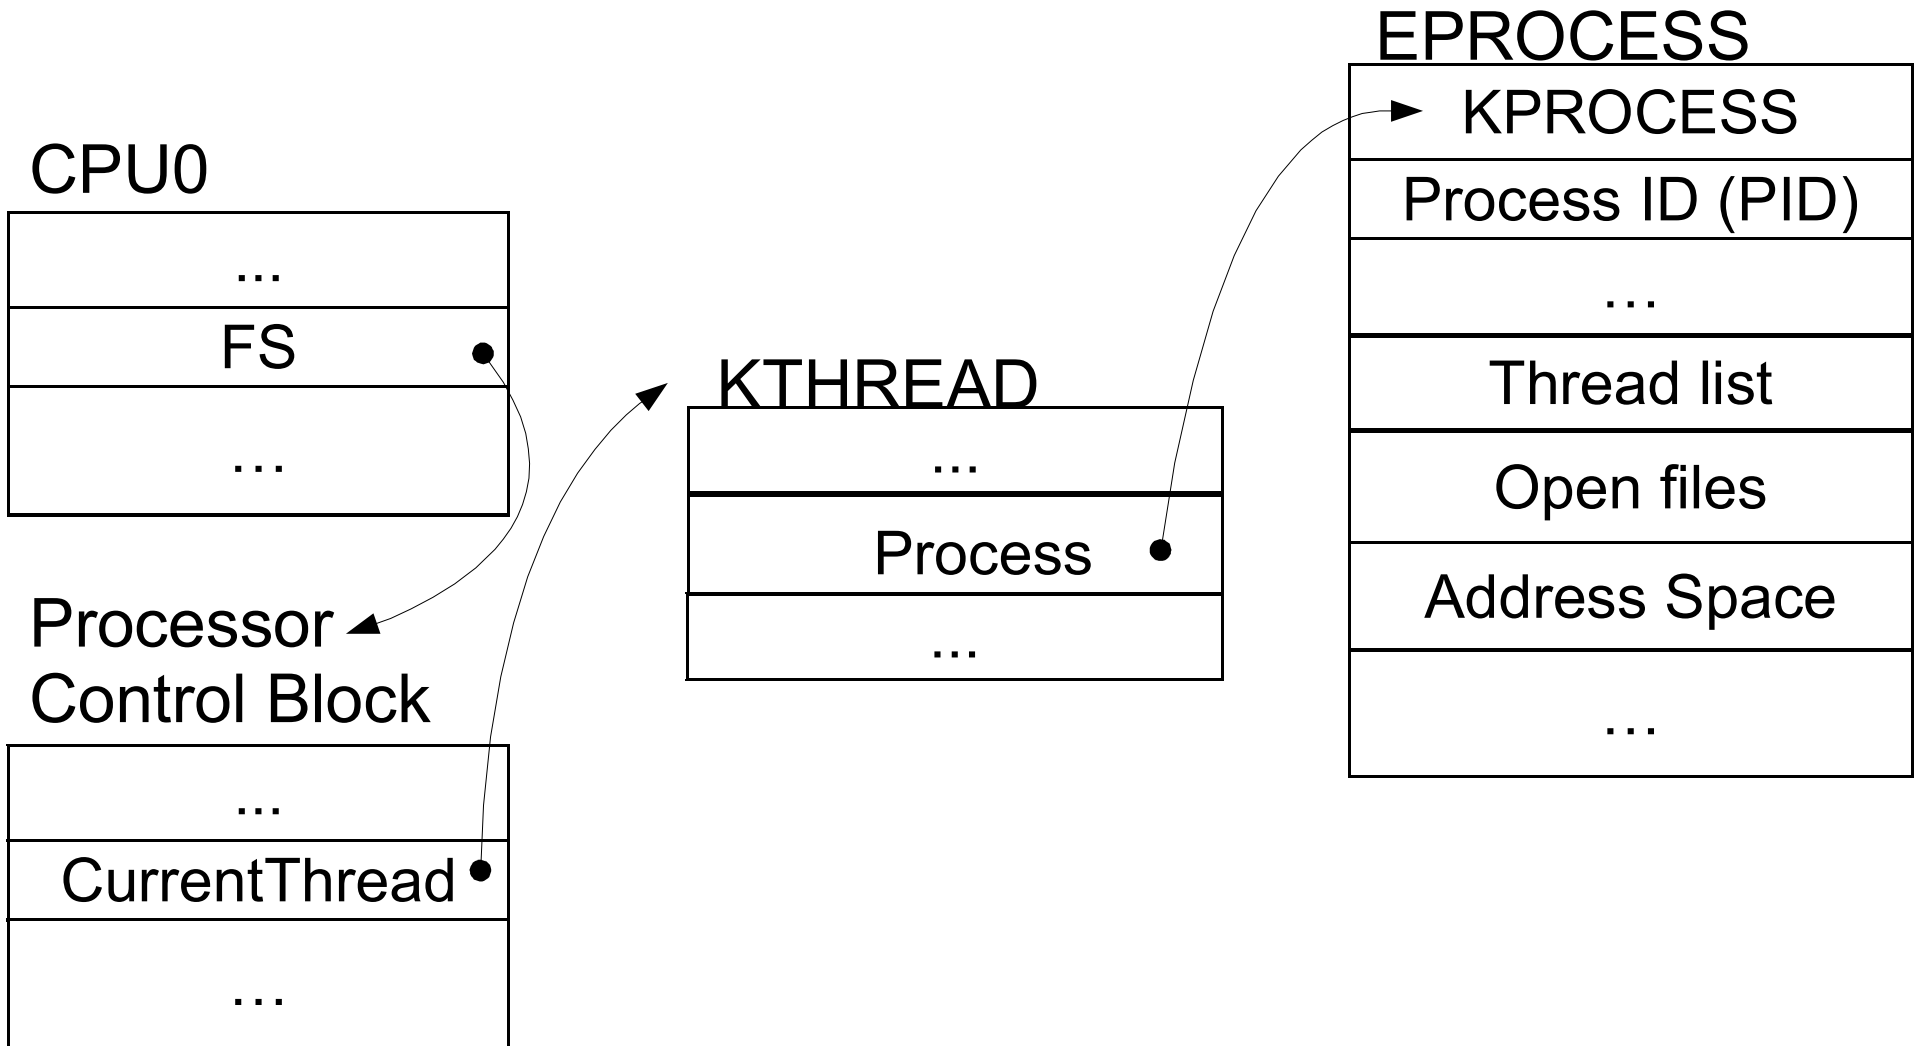 CPU0
...
FS
...
Processor
Control Block
...
CurrentThread
...
KTHREAD
...
Process
...
EPROCESS
KPROCESS
Process ID (PID)
...
Thread list
Open files
Address Space
...